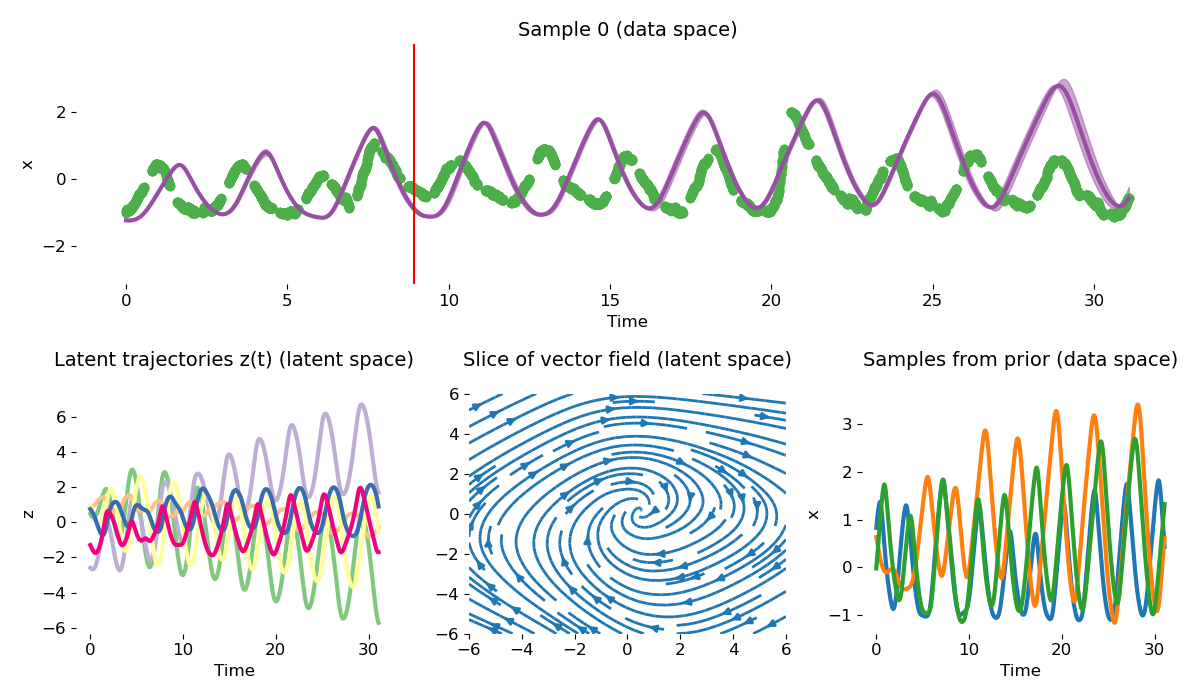 Sample 0 (data space)
x
2
0
−2
0 5 10 15 20 25 30
Time
Latent trajectories z(t) (latent space)
z
6
4
2
0
−2
−4
−6
0 10 20 30
Time
Slice of vector field (latent space)
6
4
2
0
−2
−4
−6
−6 −4 −2 0 2 4 6
Samples from prior (data space)
x
3
2
1
0
−1
0 10 20 30
Time